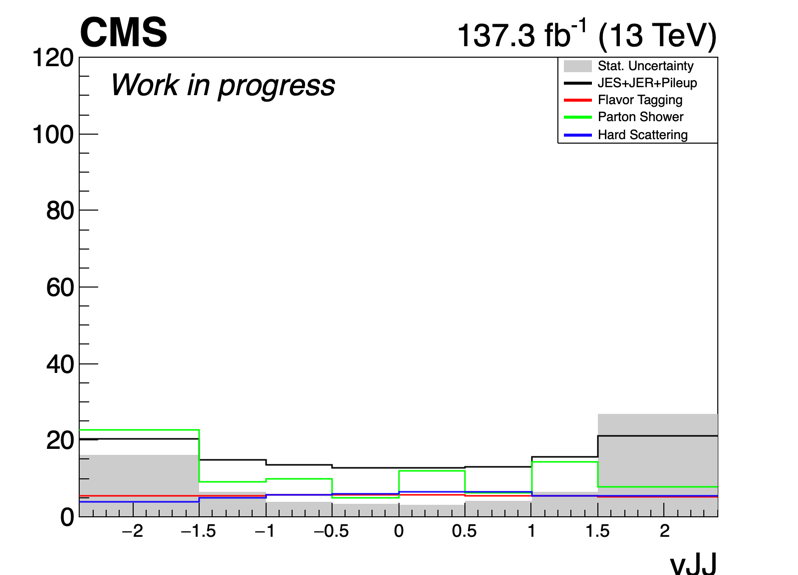 CMS 137.3 fb-1 (13 TeV)
Work in progress
Stat. Uncertainty
JES+JER+Pileup
Flavor Tagging
Parton Shower
Hard Scattering
120
100
80
60
40
20
0
−2 −1.5 −1 −0.5 0 0.5 1 1.5 2
yJJ